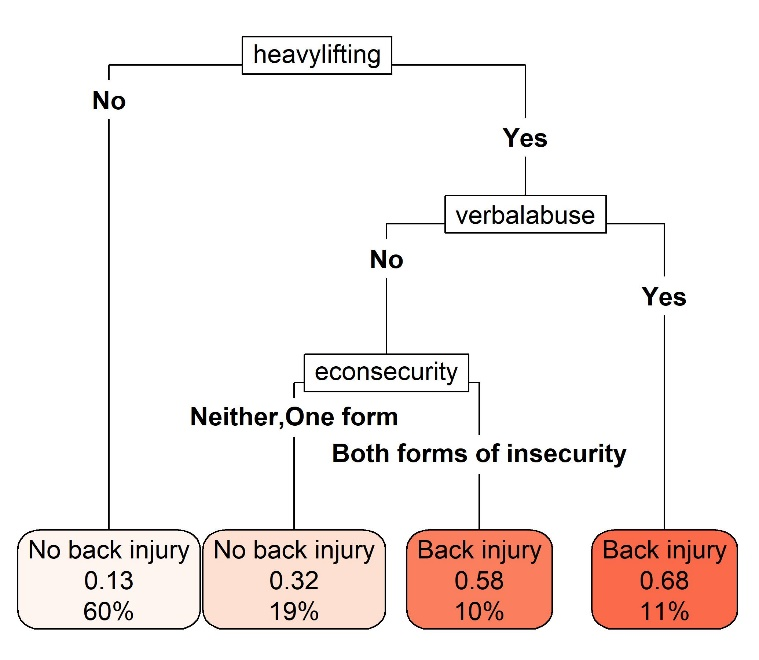 heavylifting
No
Yes
verbalabuse
No
Yes
econsecurity
Neither,One form
Both forms of insecurity
No back injury
0.13
60%
No back injury
0.32
19%
Back injury
0.58
10%
Back injury
0.68
11%